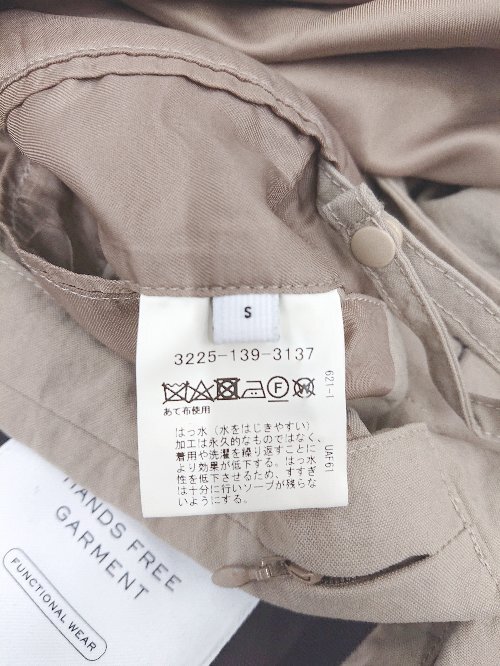 S
3225-139-3137
F W
あて布使用
はっ水（水をはじきやすい）
加工は永久的なものではなく、
着用や洗濯を繰り返すことに
より効果が低下する。はっ水
性を低下させるため、すすぎ
は十分に行いソープが残らな
いようにする。
621-I
UAF61
HANDS FREE
GARMENT
FUNCTIONAL WEAR